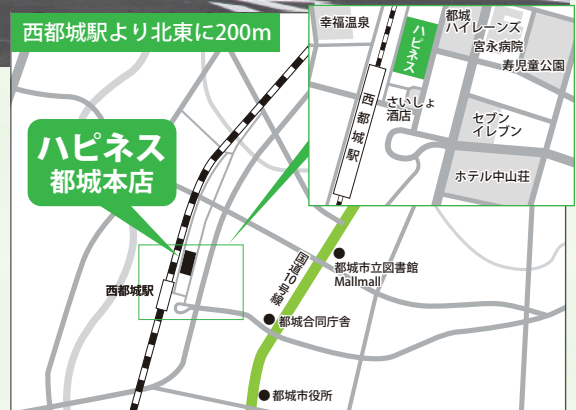 西都城駅より北東に200m
幸福温泉
都城
ハイレーンズ
宮永病院
寿児童公園
ハピネス
西都城駅
さいしょ
酒店
セブン
イレブン
ホテル中山荘
ハピネス
都城本店
西都城駅
国道10号線
都城市立図書館
Mallmall
都城合同庁舎
都城市役所